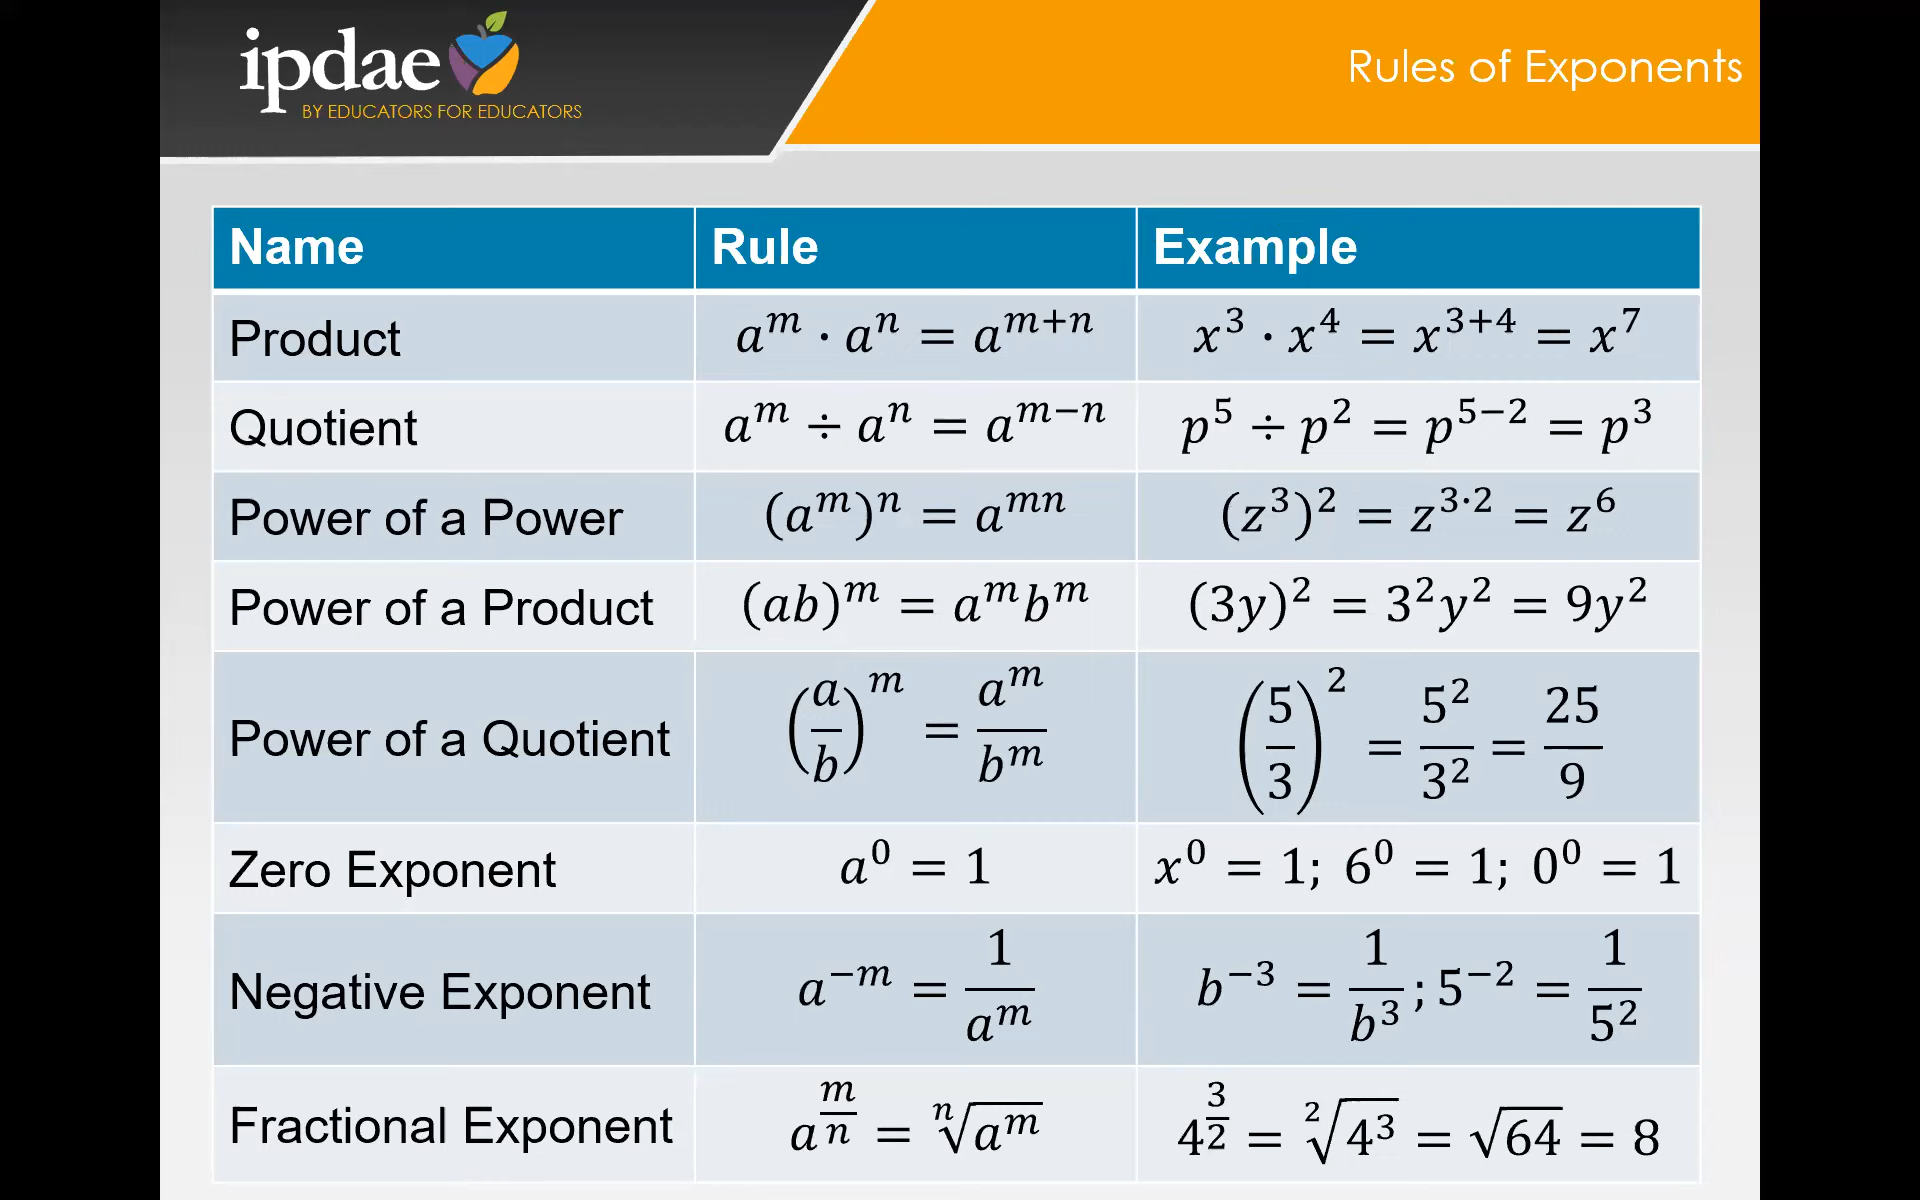 ipdae
BY EDUCATORS FOR EDUCATORS
Rules of Exponents
Name Rule Example
Product a^m · a^n = a^{m+n} x^3 · x^4 = x^{3+4} = x^7
Quotient a^m ÷ a^n = a^{m−n} p^5 ÷ p^2 = p^{5−2} = p^3
Power of a Power (a^m)^n = a^{mn} (z^3)^2 = z^{3·2} = z^6
Power of a Product (ab)^m = a^m b^m (3y)^2 = 3^2 y^2 = 9y^2
Power of a Quotient (a/b)^m = a^m/b^m (5/3)^2 = 5^2/3^2 = 25/9
Zero Exponent a^0 = 1 x^0 = 1; 6^0 = 1; 0^0 = 1
Negative Exponent a^{−m} = 1/a^m b^{−3} = 1/b^3; 5^{−2} = 1/5^2
Fractional Exponent a^{m/n} = ⁿ√(a^m) 4^{3/2} = ²√(4^3) = √64 = 8